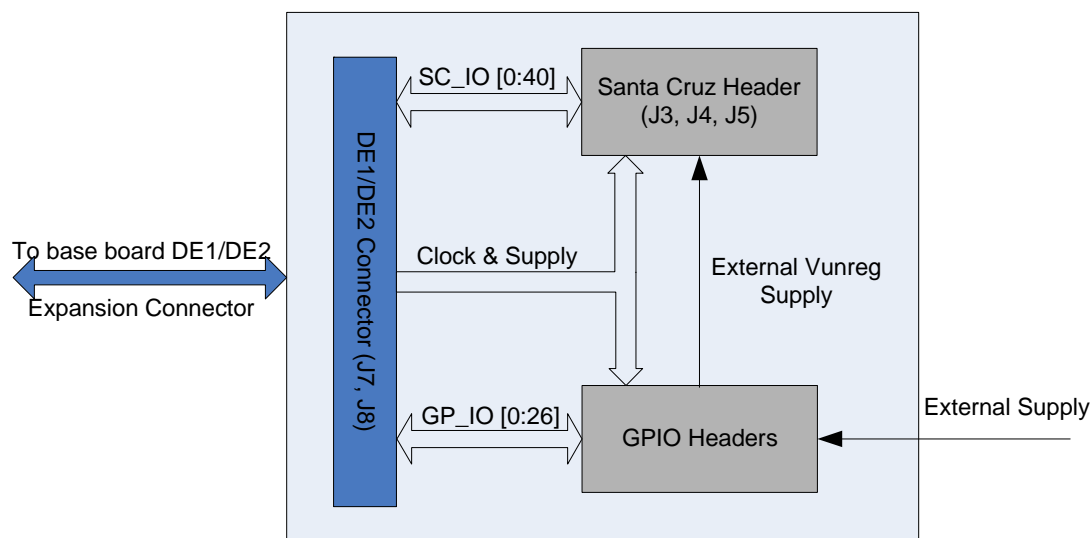 SC_IO [0:40]
Santa Cruz Header
(J3, J4, J5)
DE1/DE2 Connector (J7, J8)
To base board DE1/DE2
Expansion Connector
Clock & Supply
External Vunreg
Supply
GP_IO [0:26]
GPIO Headers
External Supply